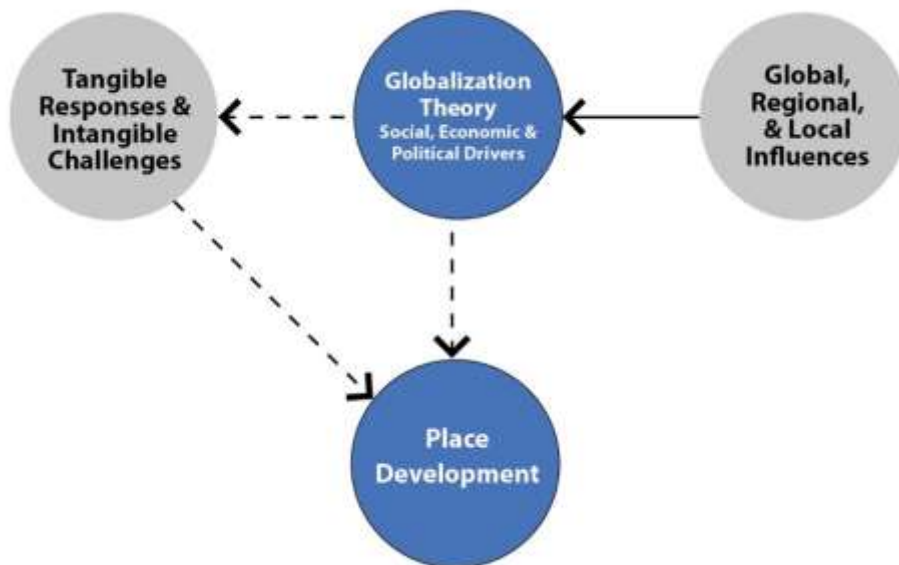 Tangible
Responses &
Intangible
Challenges
Globalization
Theory
Social, Economic &
Political Drivers
Global,
Regional,
& Local
Influences
Place
Development